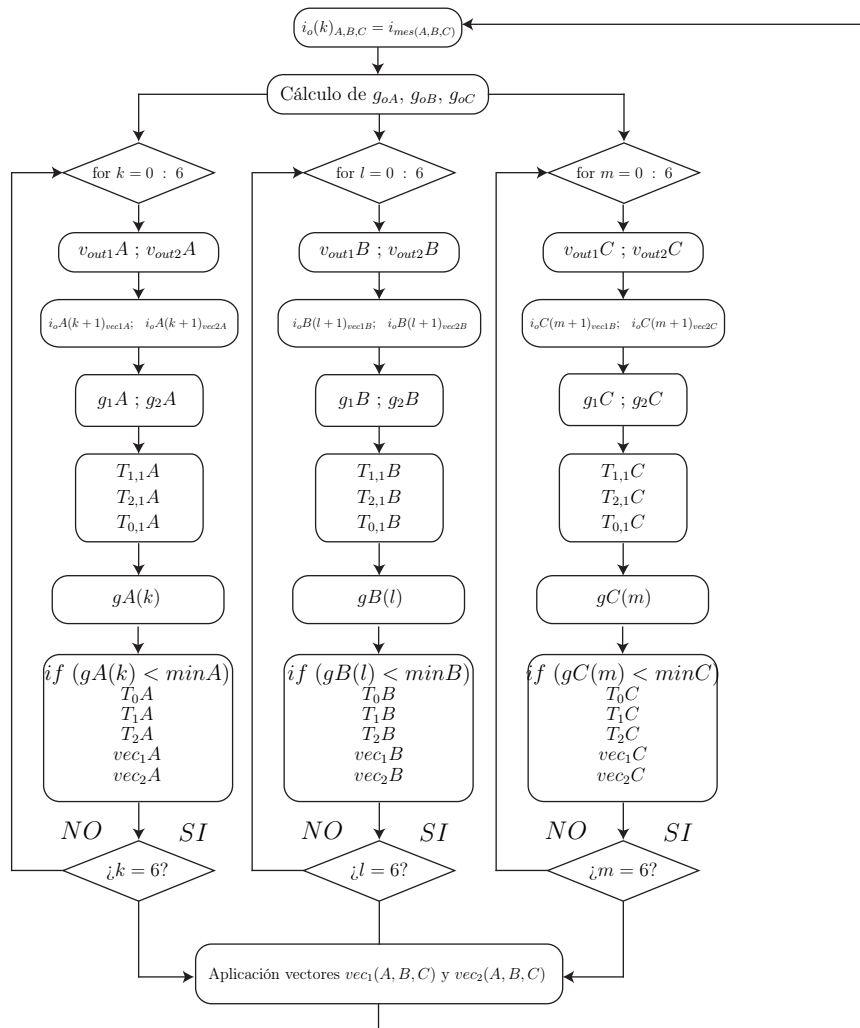 i_o(k)_{A,B,C} = i_{mes(A,B,C)}
Cálculo de g_{oA}, g_{oB}, g_{oC}
for k = 0 : 6
for l = 0 : 6
for m = 0 : 6
v_{out1}A ; v_{out2}A
v_{out1}B ; v_{out2}B
v_{out1}C ; v_{out2}C
i_oA(k+1)_{vec1A}; i_oA(k+1)_{vec2A}
i_oB(l+1)_{vec1B}; i_oB(l+1)_{vec2B}
i_oC(m+1)_{vec1B}; i_oC(m+1)_{vec2C}
g_1A ; g_2A
g_1B ; g_2B
g_1C ; g_2C
T_{1,1}A
T_{2,1}A
T_{0,1}A
T_{1,1}B
T_{2,1}B
T_{0,1}B
T_{1,1}C
T_{2,1}C
T_{0,1}C
gA(k)
gB(l)
gC(m)
if (gA(k) < minA)
T_0A
T_1A
T_2A
vec_1A
vec_2A
if (gB(l) < minB)
T_0B
T_1B
T_2B
vec_1B
vec_2B
if (gC(m) < minC)
T_0C
T_1C
T_2C
vec_1C
vec_2C
NO SI
NO SI
NO SI
¿k = 6?
¿l = 6?
¿m = 6?
Aplicación vectores vec_1(A, B, C) y vec_2(A, B, C)